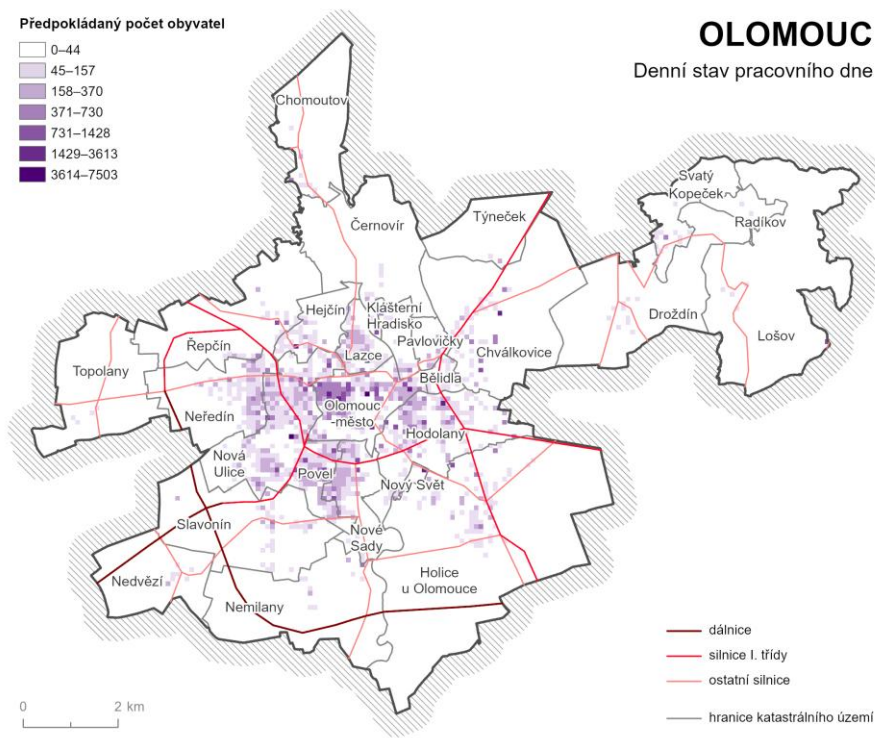 Předpokládaný počet obyvatel
0–44
45–157
158–370
371–730
731–1428
1429–3613
3614–7503
OLOMOUC
Denní stav pracovního dne
Chomoutov
Svatý
Kopeček
Týneček
Radíkov
Černovír
Hejčín
Klášterní
Hradisko
Droždín
Pavlovičky
Řepčín
Lošov
Lazce
Chválkovice
Topolany
Bělidla
Olomouc
-město
Neředín
Hodolany
Nová
Ulice
Povel
Nový Svět
Slavonín
Nové
Sady
Nedvězí
Holice
u Olomouce
Nemilany
dálnice
silnice I. třídy
ostatní silnice
hranice katastrálního území
0 2 km